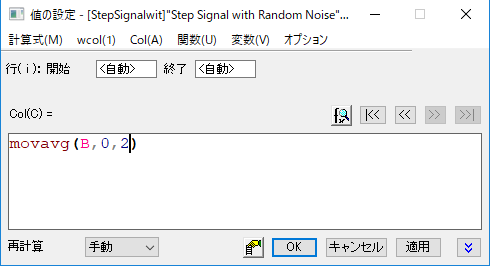 値の設定 - [StepSignalwit]"Step Signal with Random Noise"...
計算式(M) wcol(1) Col(A) 関数(U) 変数(V) オプション
行(i): 開始 <自動> 終了 <自動>
Col(C) =
|<< << >> >>|
movavg(B,0,2)
再計算 手動 OK キャンセル 適用